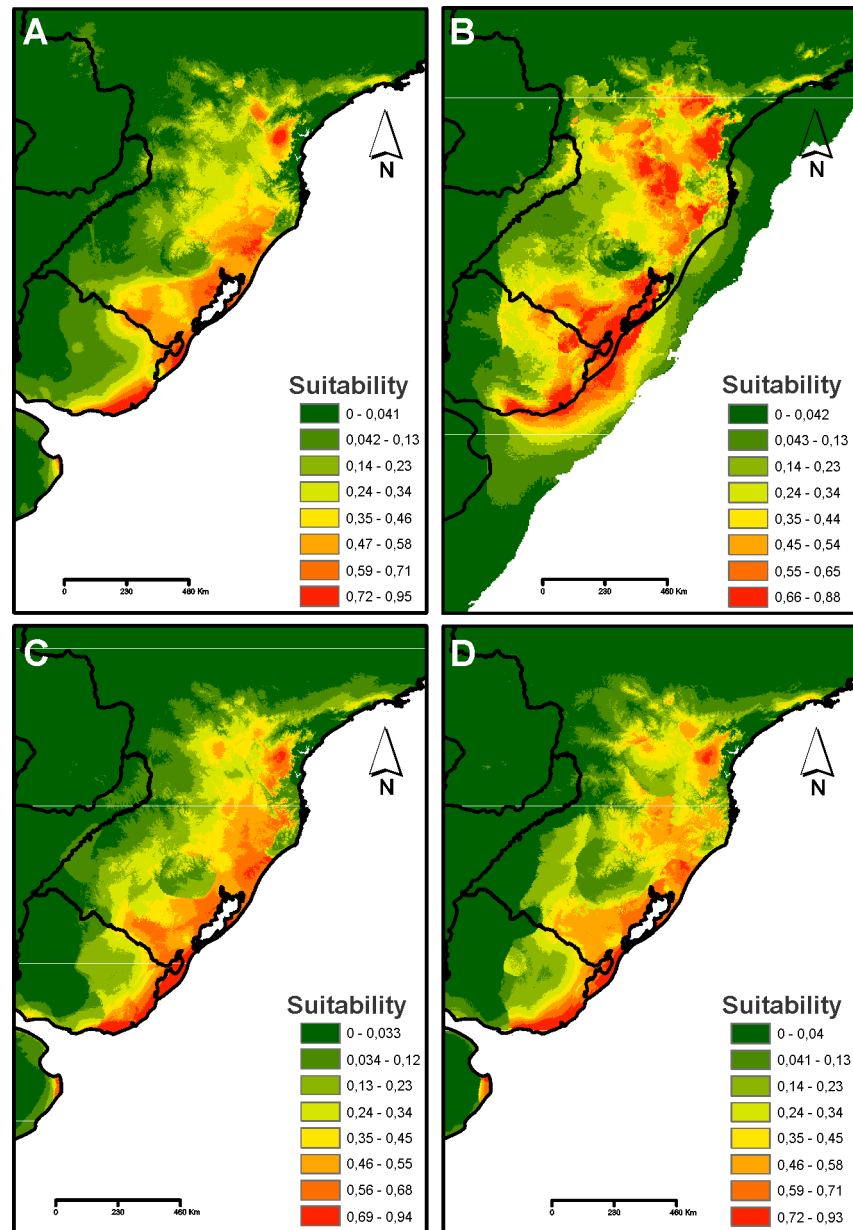 A
N
Suitability
0 - 0,041
0,042 - 0,13
0,14 - 0,23
0,24 - 0,34
0,35 - 0,46
0,47 - 0,58
0,59 - 0,71
0,72 - 0,95
0 230 460 Km
B
N
Suitability
0 - 0,042
0,043 - 0,13
0,14 - 0,23
0,24 - 0,34
0,35 - 0,44
0,45 - 0,54
0,55 - 0,65
0,66 - 0,88
0 230 460 Km
C
N
Suitability
0 - 0,033
0,034 - 0,12
0,13 - 0,23
0,24 - 0,34
0,35 - 0,45
0,46 - 0,55
0,56 - 0,68
0,69 - 0,94
0 230 460 Km
D
N
Suitability
0 - 0,04
0,041 - 0,13
0,14 - 0,23
0,24 - 0,34
0,35 - 0,45
0,46 - 0,58
0,59 - 0,71
0,72 - 0,93
0 230 460 Km